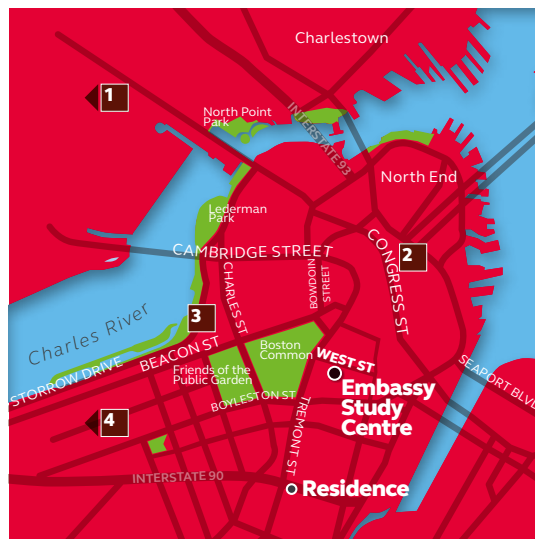 Charlestown
1
North Point
Park
INTERSTATE 93
North End
Lederman
Park
CAMBRIDGE STREET
CONGRESS ST
2
CHARLES ST
BOWDOIN
STREET
Charles River
3
BEACON ST
STORROW DRIVE
Boston
Common
WEST ST
SEAPORT BLVD
Friends of the
Public Garden
Embassy
Study
Centre
BOYLESTON ST
TREMONT ST
4
INTERSTATE 90
Residence